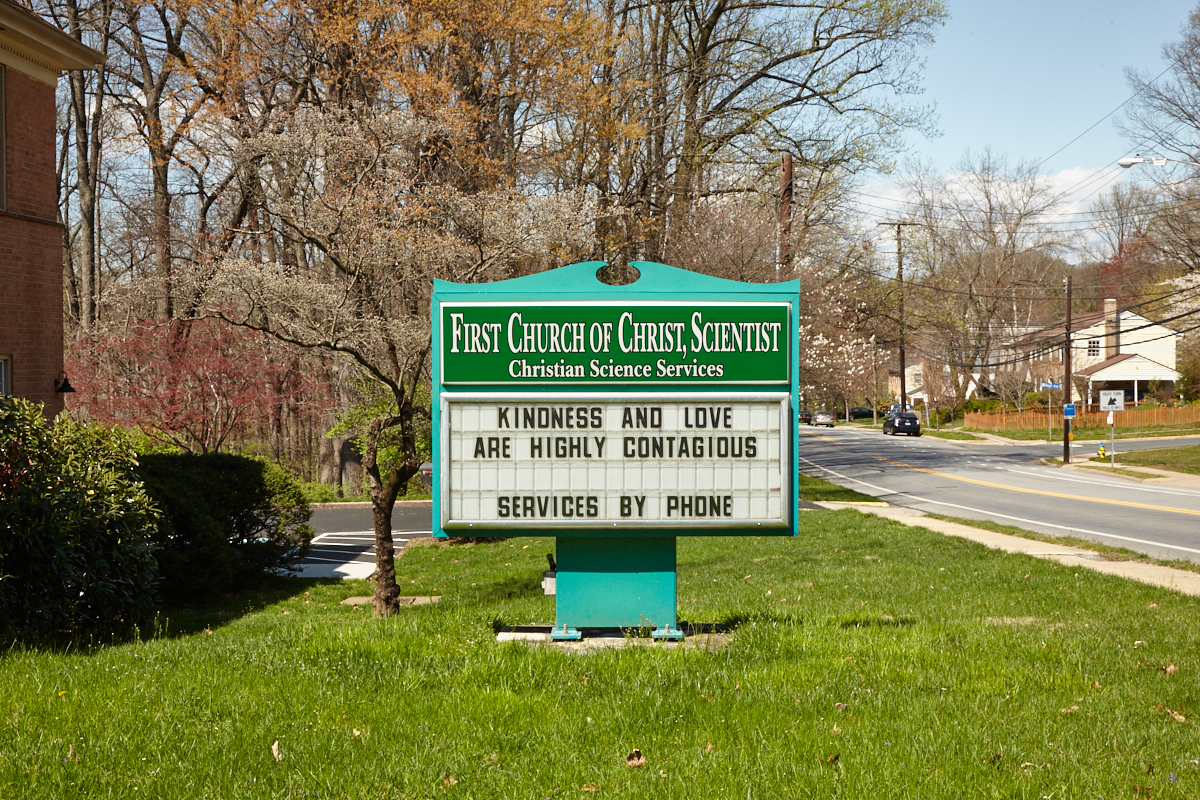 First Church of Christ, Scientist
Christian Science Services
KINDNESS AND LOVE
ARE HIGHLY CONTAGIOUS
SERVICES BY PHONE